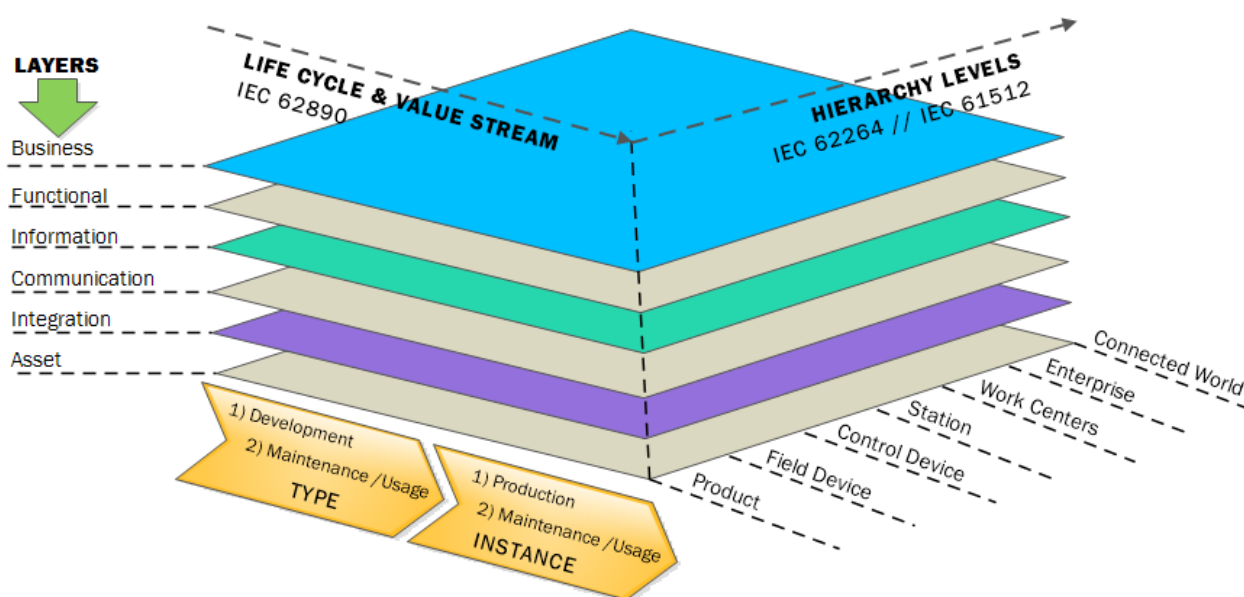 LAYERS
LIFE CYCLE & VALUE STREAM
IEC 62890
HIERARCHY LEVELS
IEC 62264 // IEC 61512
Business
Functional
Information
Communication
Integration
Asset
Connected World
Enterprise
Work Centers
Station
Control Device
Field Device
Product
1) Development
2) Maintenance /Usage
TYPE
1) Production
2) Maintenance /Usage
INSTANCE